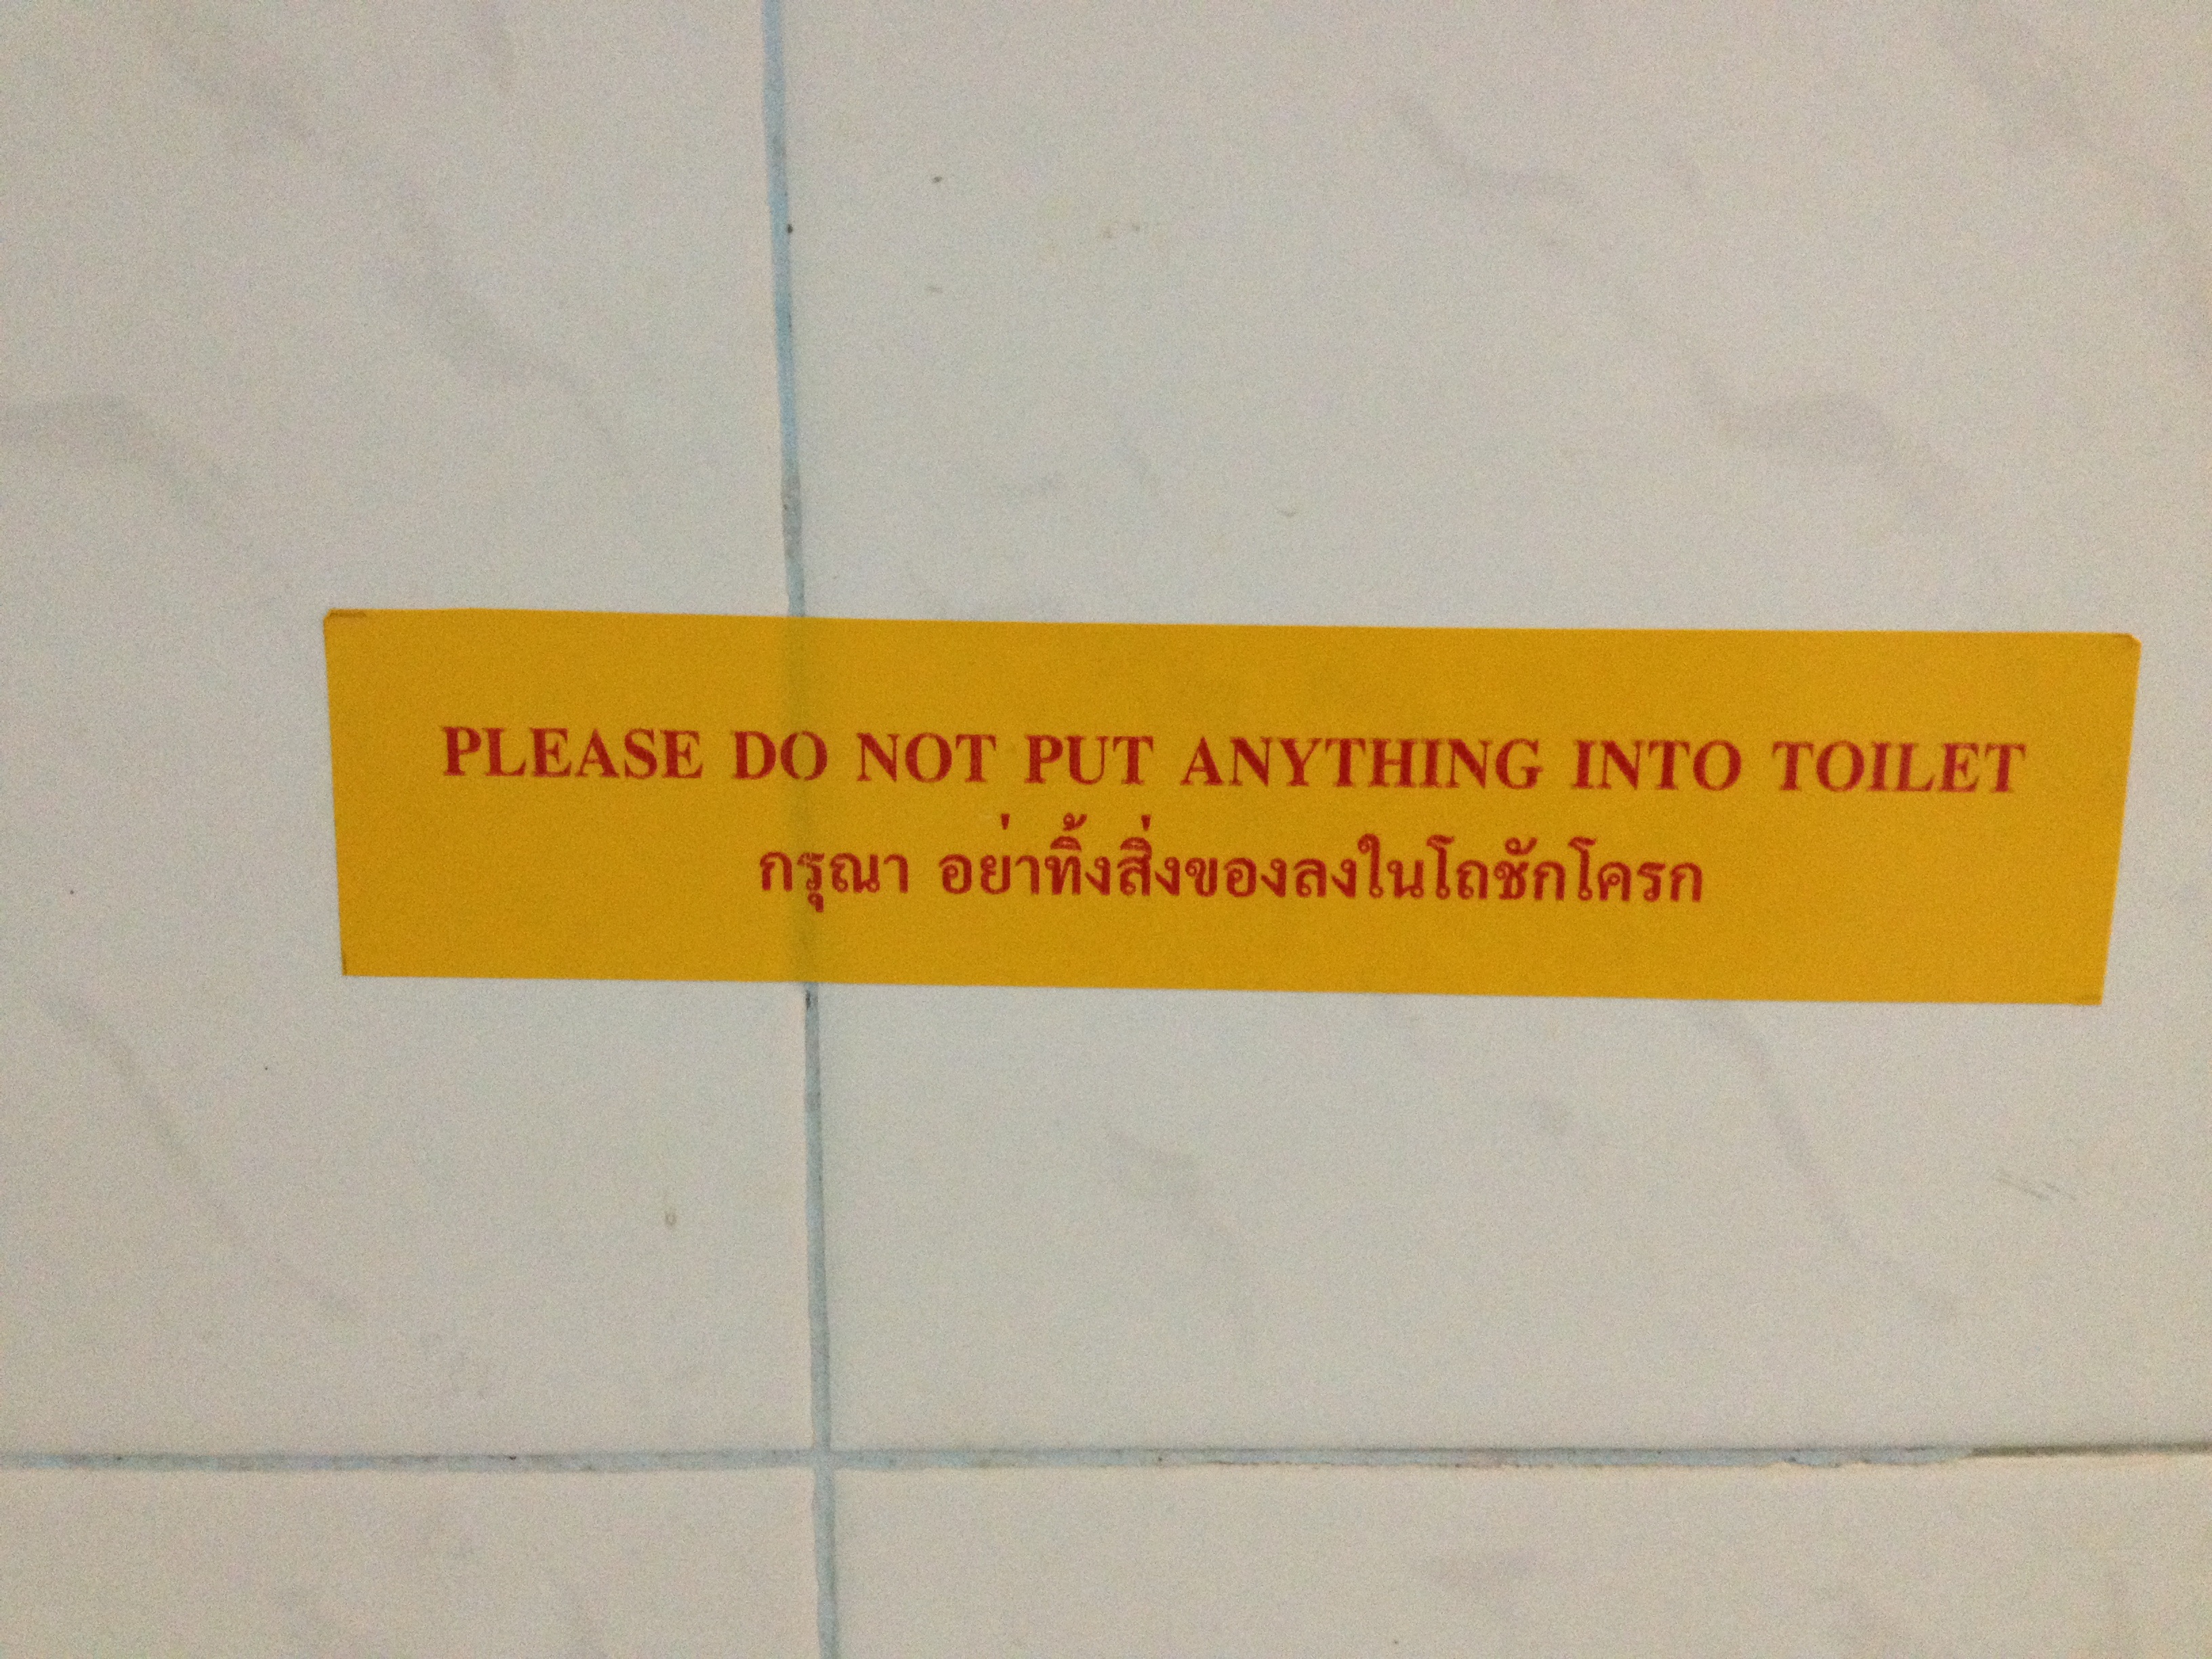 PLEASE DO NOT PUT ANYTHING INTO TOILET
กรุณา อย่าทิ้งสิ่งของลงในโถชักโครก